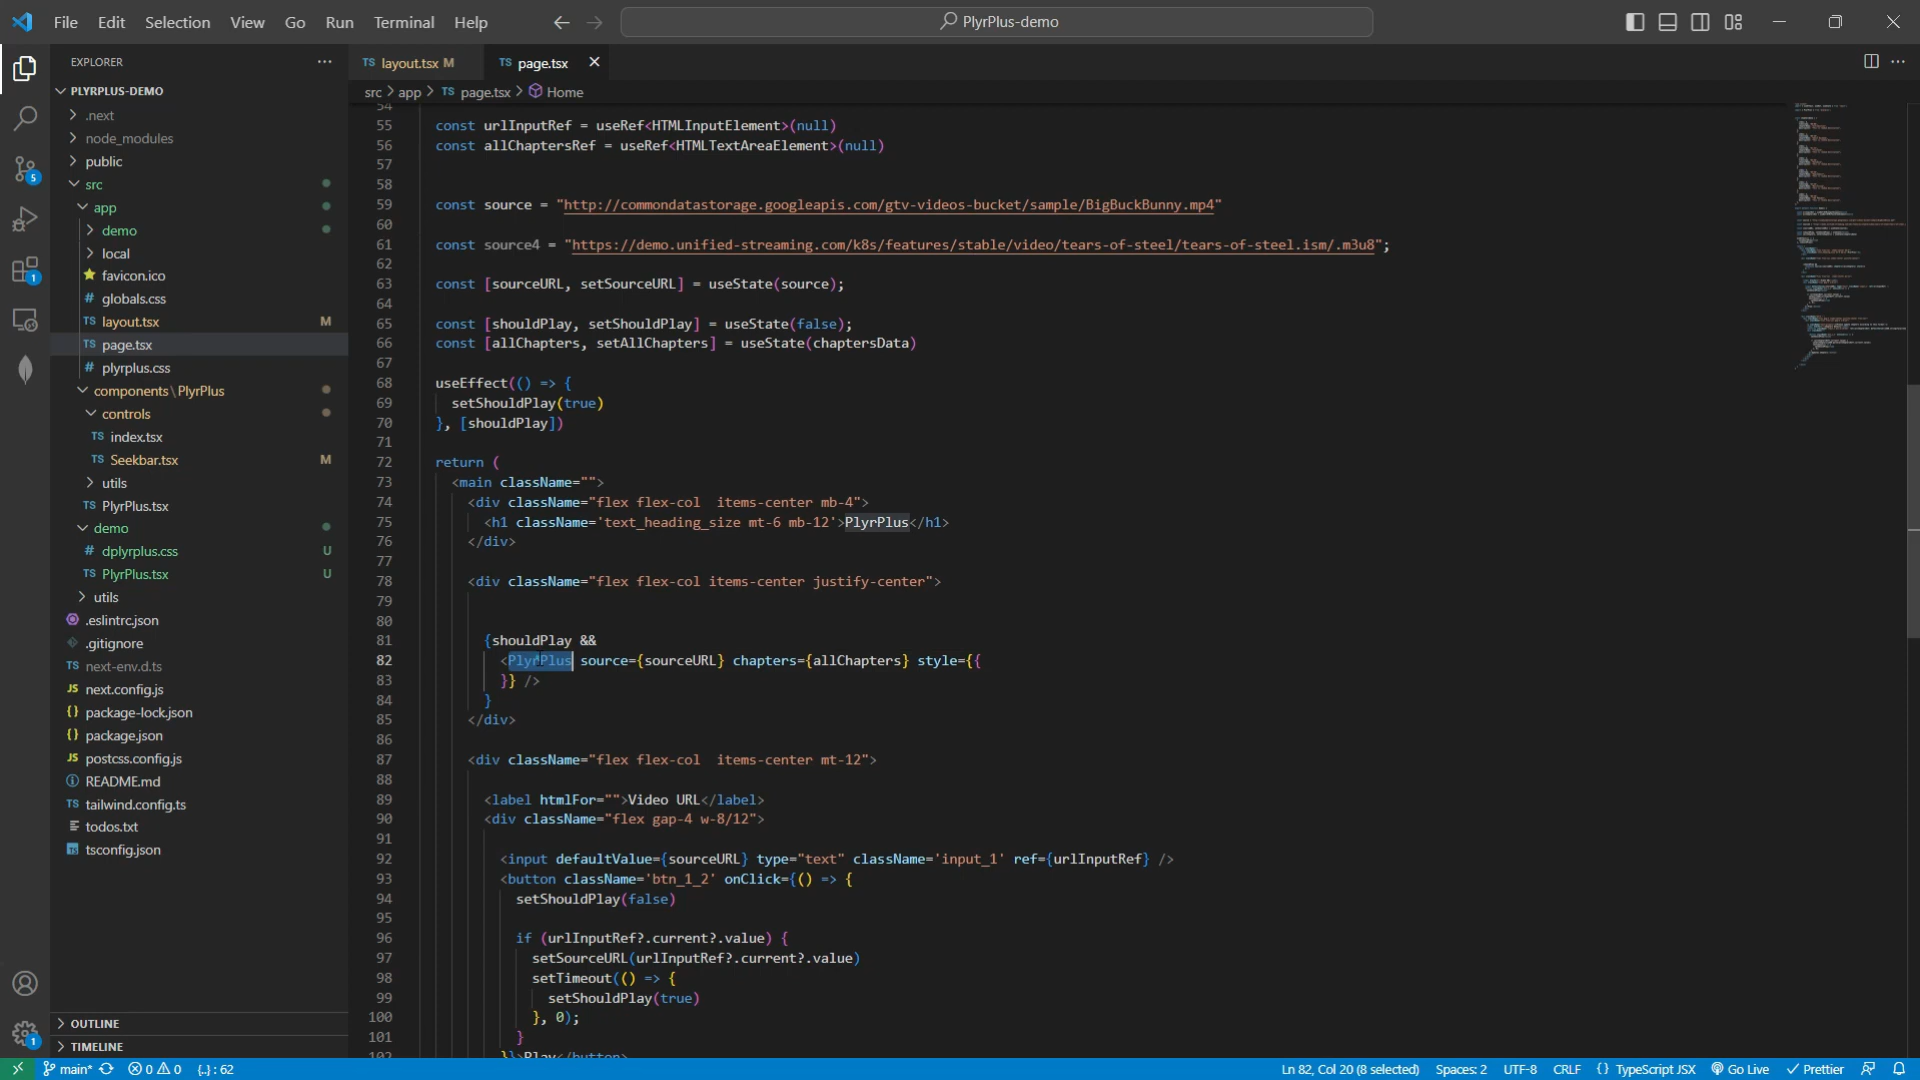 File Edit Selection View Go Run Terminal Help
PlyrPlus-demo
EXPLORER
PLYRPLUS-DEMO
.next
node_modules
public
src
app
demo
local
favicon.ico
globals.css
layout.tsx M
page.tsx
plyrplus.css
components\PlyrPlus
controls
index.tsx
Seekbar.tsx M
utils
PlyrPlus.tsx
demo
dplyrplus.css U
PlyrPlus.tsx U
utils
.eslintrc.json
.gitignore
next-env.d.ts
next.config.js
package-lock.json
package.json
postcss.config.js
README.md
tailwind.config.ts
todos.txt
tsconfig.json
OUTLINE
TIMELINE
TS layout.tsx M TS page.tsx
src > app > TS page.tsx > Home
54
55 const urlInputRef = useRef<HTMLInputElement>(null)
56 const allChaptersRef = useRef<HTMLTextAreaElement>(null)
57
58
59 const source = "http://commondatastorage.googleapis.com/gtv-videos-bucket/sample/BigBuckBunny.mp4"
60
61 const source4 = "https://demo.unified-streaming.com/k8s/features/stable/video/tears-of-steel/tears-of-steel.ism/.m3u8";
62
63 const [sourceURL, setSourceURL] = useState(source);
64
65 const [shouldPlay, setShouldPlay] = useState(false);
66 const [allChapters, setAllChapters] = useState(chaptersData)
67
68 useEffect(() => {
69 setShouldPlay(true)
70 }, [shouldPlay])
71
72 return (
73 <main className="">
74 <div className="flex flex-col  items-center mb-4">
75 <h1 className='text_heading_size mt-6 mb-12'>PlyrPlus</h1>
76 </div>
77
78 <div className="flex flex-col items-center justify-center">
79
80
81 {shouldPlay &&
82 <PlyrPlus source={sourceURL} chapters={allChapters} style={{
83 }} />
84 }
85 </div>
86
87 <div className="flex flex-col  items-center mt-12">
88
89 <label htmlFor="">Video URL</label>
90 <div className="flex gap-4 w-8/12">
91
92 <input defaultValue={sourceURL} type="text" className='input_1' ref={urlInputRef} />
93 <button className='btn_1_2' onClick={() => {
94 setShouldPlay(false)
95
96 if (urlInputRef?.current?.value) {
97 setSourceURL(urlInputRef?.current?.value)
98 setTimeout(() => {
99 setShouldPlay(true)
100 }, 0);
101 }
102 }}>Play</button>
main* 0 0 {..} : 62 Ln 82, Col 20 (8 selected) Spaces: 2 UTF-8 CRLF {} TypeScript JSX Go Live Prettier